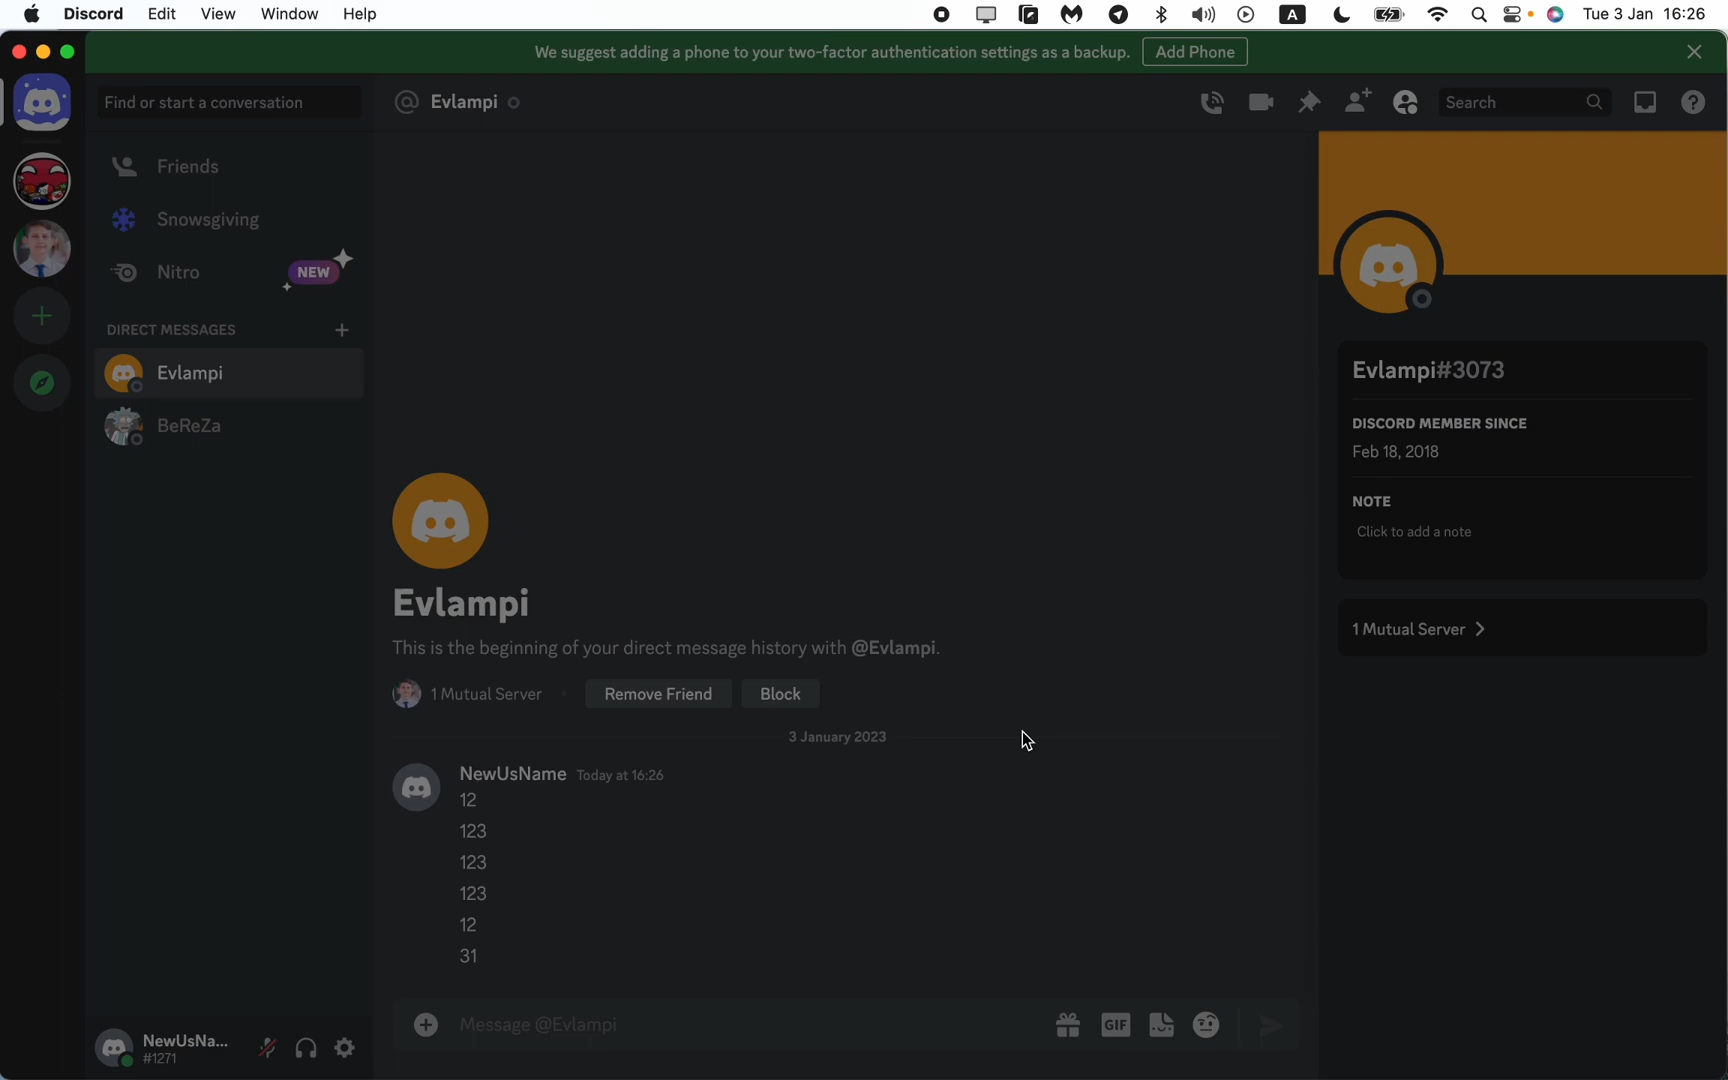 Discord Edit View Window Help
A
Tue 3 Jan 16:26
We suggest adding a phone to your two-factor authentication settings as a backup. Add Phone
Find or start a conversation
Evlampi
Search
Friends
Snowsgiving
Nitro NEW
DIRECT MESSAGES
Evlampi
BeReZa
Evlampi
This is the beginning of your direct message history with @Evlampi.
1 Mutual Server Remove Friend Block
3 January 2023
NewUsName Today at 16:26
12
123
123
123
12
31
Message @Evlampi
GIF
NewUsNa...
#1271
Evlampi#3073
DISCORD MEMBER SINCE
Feb 18, 2018
NOTE
Click to add a note
1 Mutual Server